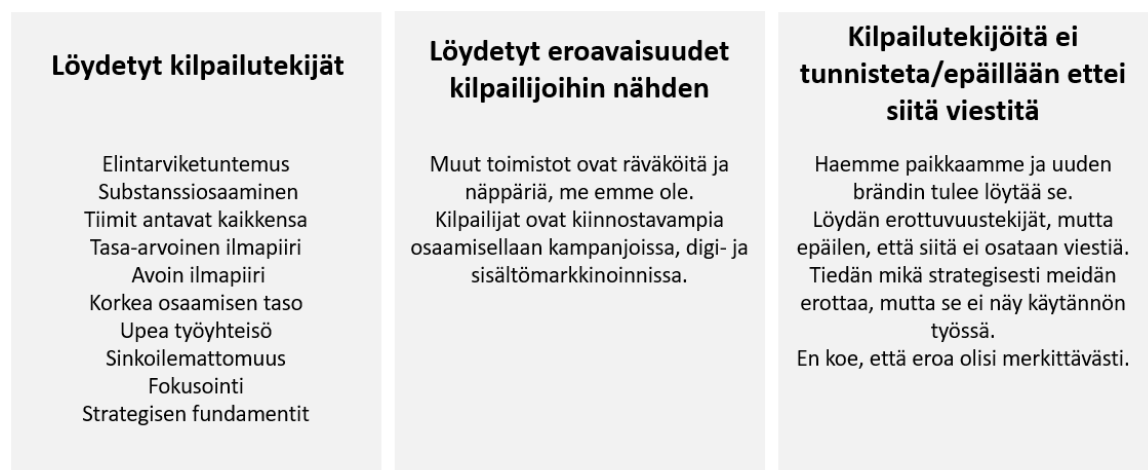 Löydetyt kilpailutekijät
Elintarviketuntemus
Substanssiosaaminen
Tiimit antavat kaikkensa
Tasa-arvoinen ilmapiiri
Avoin ilmapiiri
Korkea osaamisen taso
Upea työyhteisö
Sinkoilemattomuus
Fokusointi
Strategisen fundamentit
Löydetyt eroavaisuudet
kilpailijoihin nähden
Muut toimistot ovat räväköitä ja
näppäriä, me emme ole.
Kilpailijat ovat kiinnostavampia
osaamisellaan kampanjoissa, digi- ja
sisältömarkkinoinnissa.
Kilpailutekijöitä ei
tunnisteta/epäillään ettei
siitä viestitä
Haemme paikkaamme ja uuden
brändin tulee löytää se.
Löydän erottuvuustekijät, mutta
epäilen, että siitä ei osataan viestiä.
Tiedän mikä strategisesti meidän
erottaa, mutta se ei näy käytännön
työssä.
En koe, että eroa olisi merkittävästi.